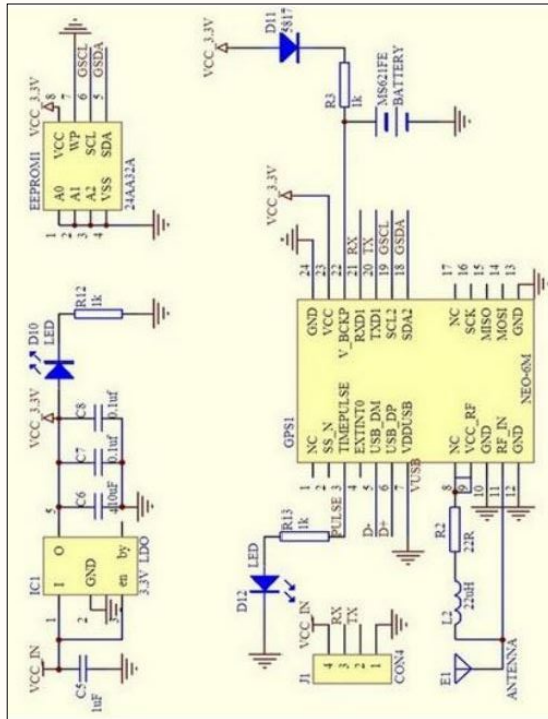 VCC_IN
C5
1uF
IC1
1
I
O
5
2
GND
3
en
by
4
3.3V LDO
C6
10uF
C7
0.1uf
C8
0.1uf
VCC_3.3V
D10
LED
R12
1k
EEPROM1
1
A0
VCC
8
2
A1
WP
7
3
A2
SCL
6
GSCL
4
VSS
SDA
5
GSDA
24AA32A
VCC_3.3V
J1
4
VCC_IN
3
RX
2
TX
1
CON4
D12
LED
R13
1k
PULSE
D-
D+
VUSB
E1
ANTENNA
L2
22uH
R2
22R
GPS1
1
NC
2
SS_N
3
TIMEPULSE
4
EXTINT0
5
USB_DM
6
USB_DP
7
VDDUSB
8
NC
9
VCC_RF
10
GND
11
RF_IN
12
GND
GND
24
VCC
23
V_BCKP
22
RXD1
21
RX
TXD1
20
TX
SCL2
19
GSCL
SDA2
18
GSDA
NC
17
SCK
16
MISO
15
MOSI
14
GND
13
NEO-6M
VCC_3.3V
R3
1k
MS621FE
BATTERY
D11
5817
VCC_3.3V